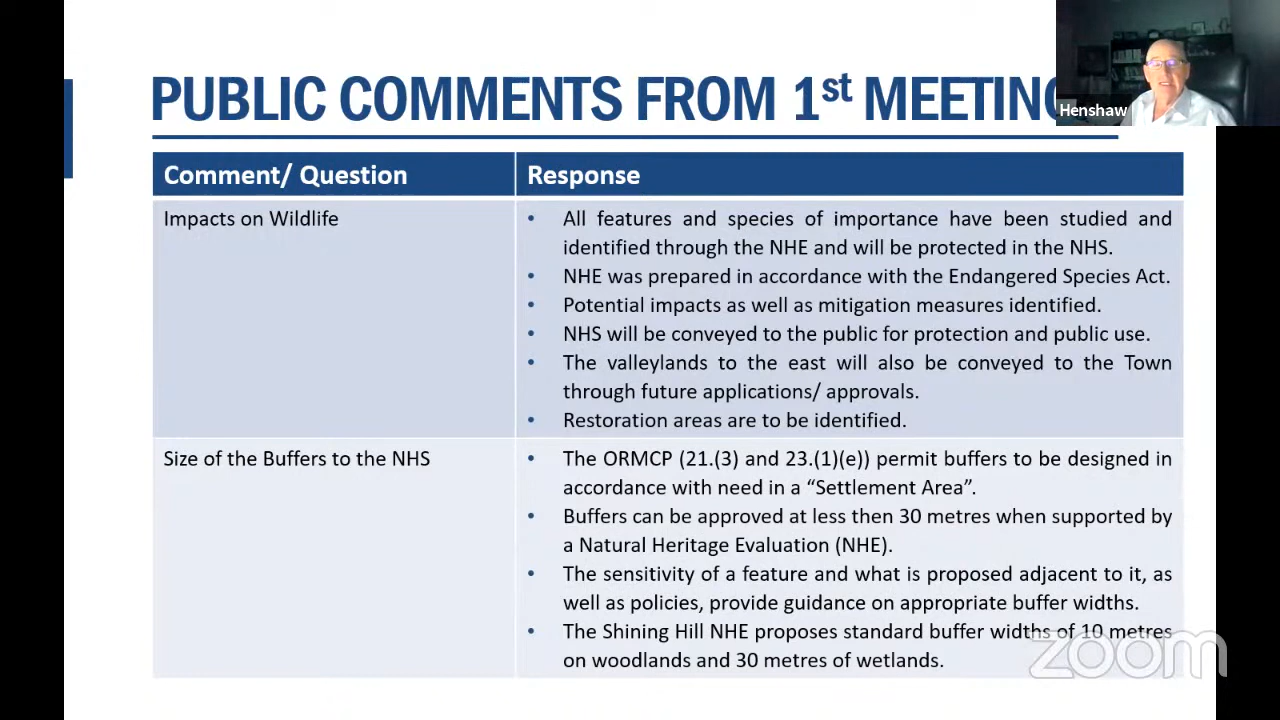 PUBLIC COMMENTS FROM 1st MEETING
Henshaw
Comment/ Question
Response
Impacts on Wildlife
• All features and species of importance have been studied and
identified through the NHE and will be protected in the NHS.
• NHE was prepared in accordance with the Endangered Species Act.
• Potential impacts as well as mitigation measures identified.
• NHS will be conveyed to the public for protection and public use.
• The valleylands to the east will also be conveyed to the Town
through future applications/ approvals.
• Restoration areas are to be identified.
Size of the Buffers to the NHS
• The ORMCP (21.(3) and 23.(1)(e)) permit buffers to be designed in
accordance with need in a “Settlement Area”.
• Buffers can be approved at less then 30 metres when supported by
a Natural Heritage Evaluation (NHE).
• The sensitivity of a feature and what is proposed adjacent to it, as
well as policies, provide guidance on appropriate buffer widths.
• The Shining Hill NHE proposes standard buffer widths of 10 metres
on woodlands and 30 metres of wetlands.
zoom